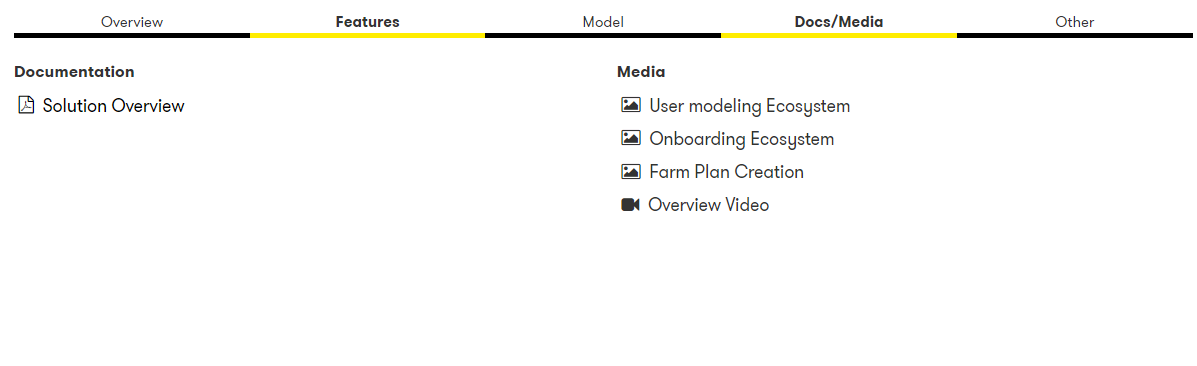 Overview Features Model Docs/Media Other
Documentation
Solution Overview
Media
User modeling Ecosystem
Onboarding Ecosystem
Farm Plan Creation
Overview Video